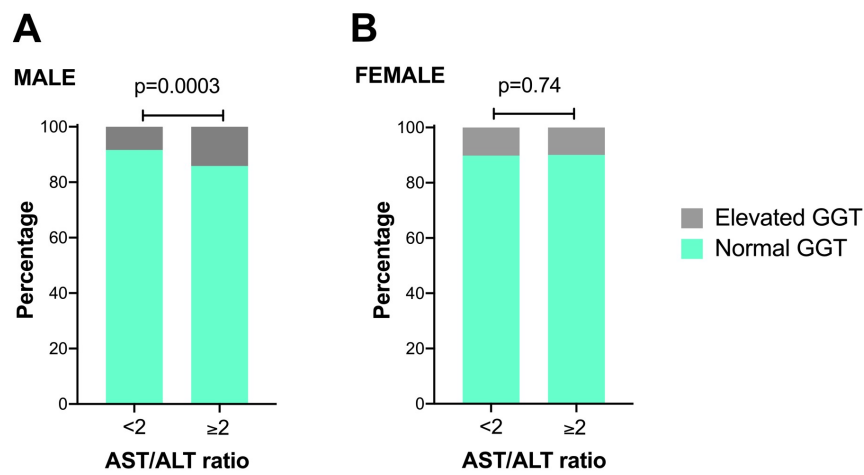 A
MALE
p=0.0003
100
80
60
40
20
0
Percentage
<2
≥2
AST/ALT ratio
B
FEMALE
p=0.74
100
80
60
40
20
0
Percentage
<2
≥2
AST/ALT ratio
Elevated GGT
Normal GGT